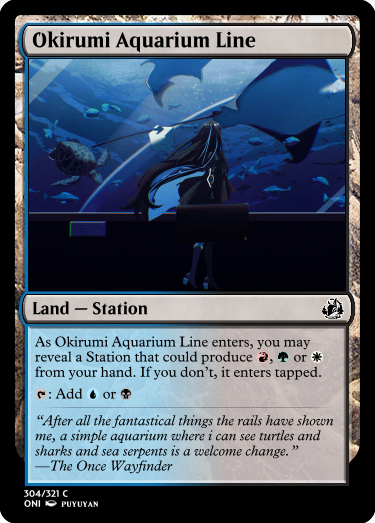 Okirumi Aquarium Line
Land — Station
As Okirumi Aquarium Line enters, you may
reveal a Station that could produce , or
from your hand. If you don't, it enters tapped.
: Add or
“After all the fantastical things the rails have shown
me, a simple aquarium where i can see turtles and
sharks and sea serpents is a welcome change.”
—The Once Wayfinder
304/321 C
ONI PUYUYAN